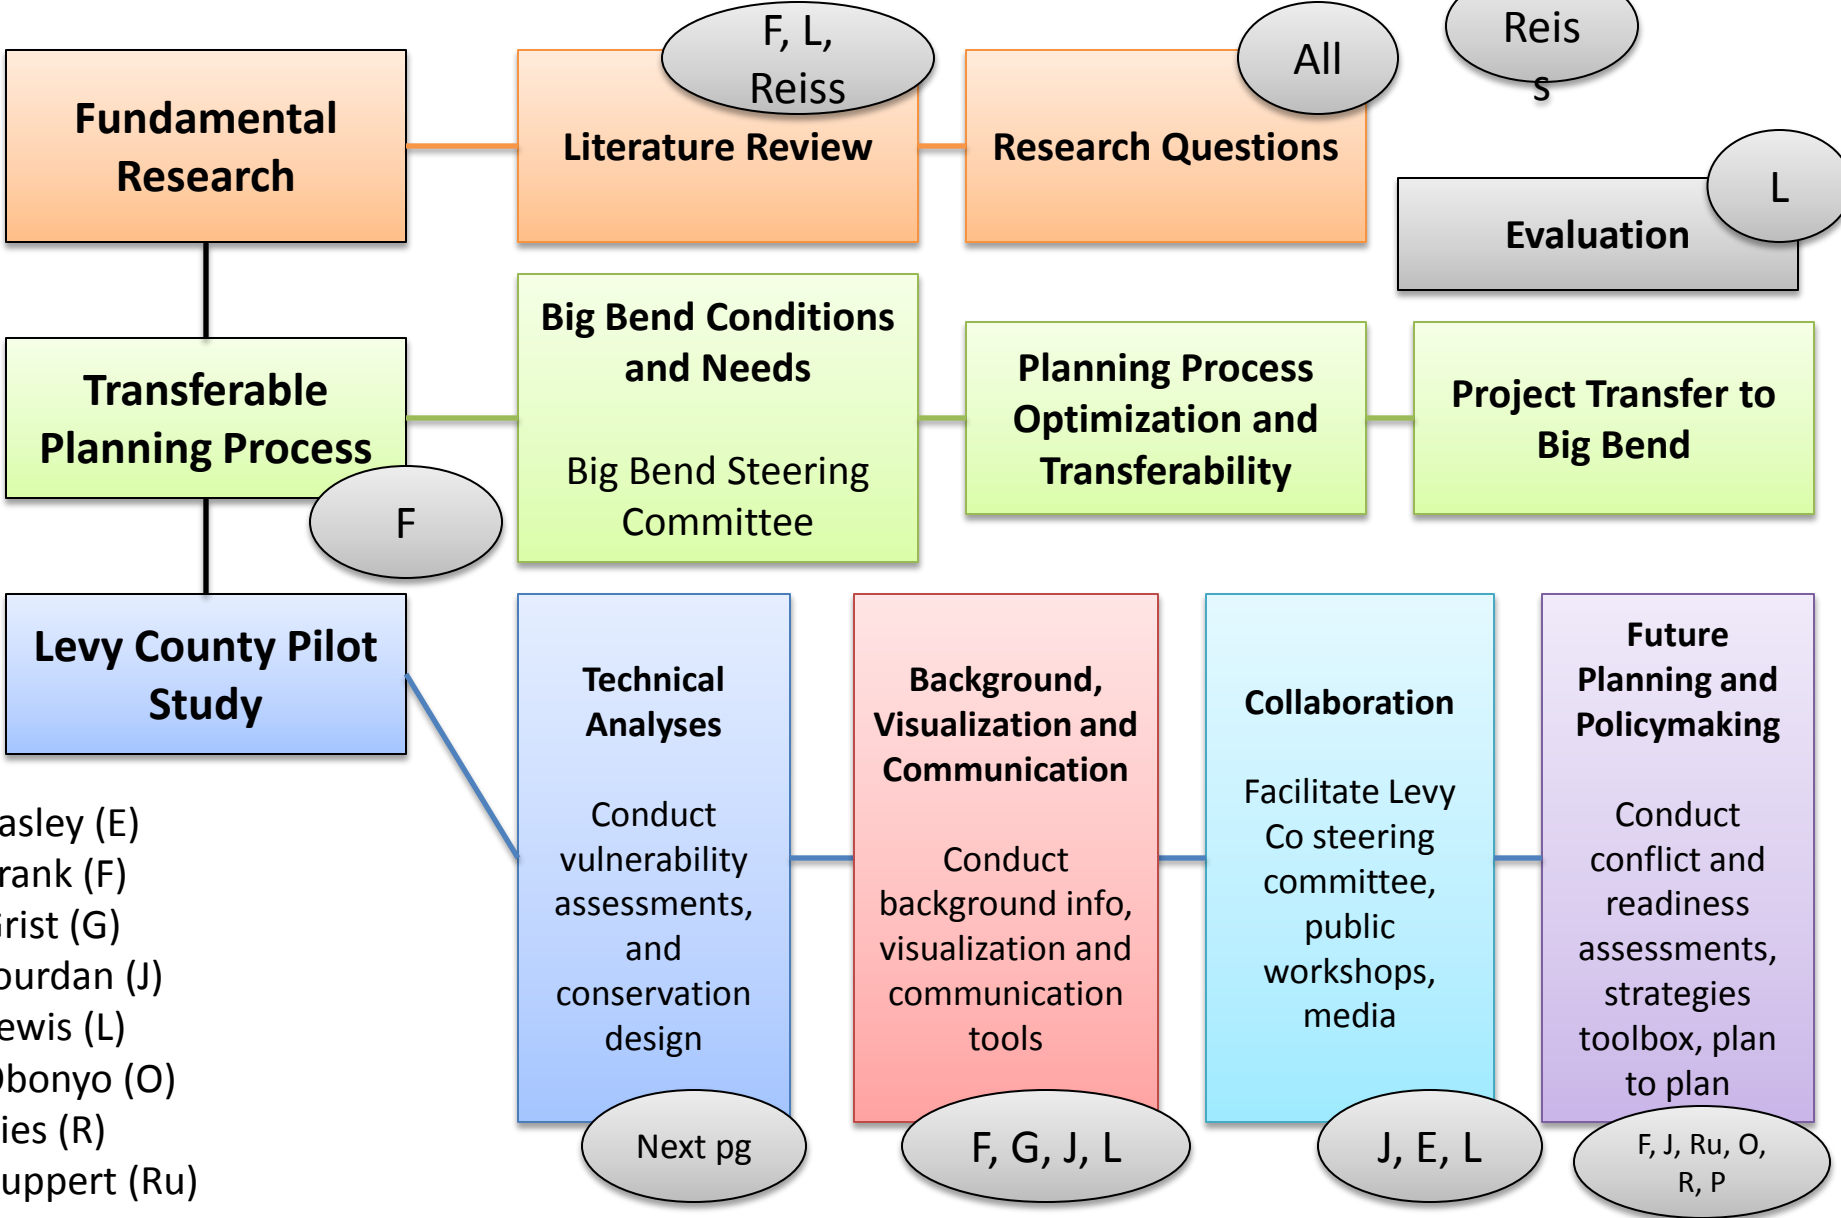 F, L,
Reiss
All
Reis
s
Fundamental
Research
Literature Review
Research Questions
L
Evaluation
Transferable
Planning Process
F
Big Bend Conditions
and Needs
Big Bend Steering
Committee
Planning Process
Optimization and
Transferability
Project Transfer to
Big Bend
Levy County Pilot
Study
Technical
Analyses
Conduct
vulnerability
assessments,
and
conservation
design
Next pg
Background,
Visualization and
Communication
Conduct
background info,
visualization and
communication
tools
F, G, J, L
Collaboration
Facilitate Levy
Co steering
committee,
public
workshops,
media
J, E, L
Future
Planning and
Policymaking
Conduct
conflict and
readiness
assessments,
strategies
toolbox, plan
to plan
F, J, Ru, O,
R, P
asley (E)
rank (F)
Grist (G)
ourdan (J)
ewis (L)
Obonyo (O)
ies (R)
uppert (Ru)